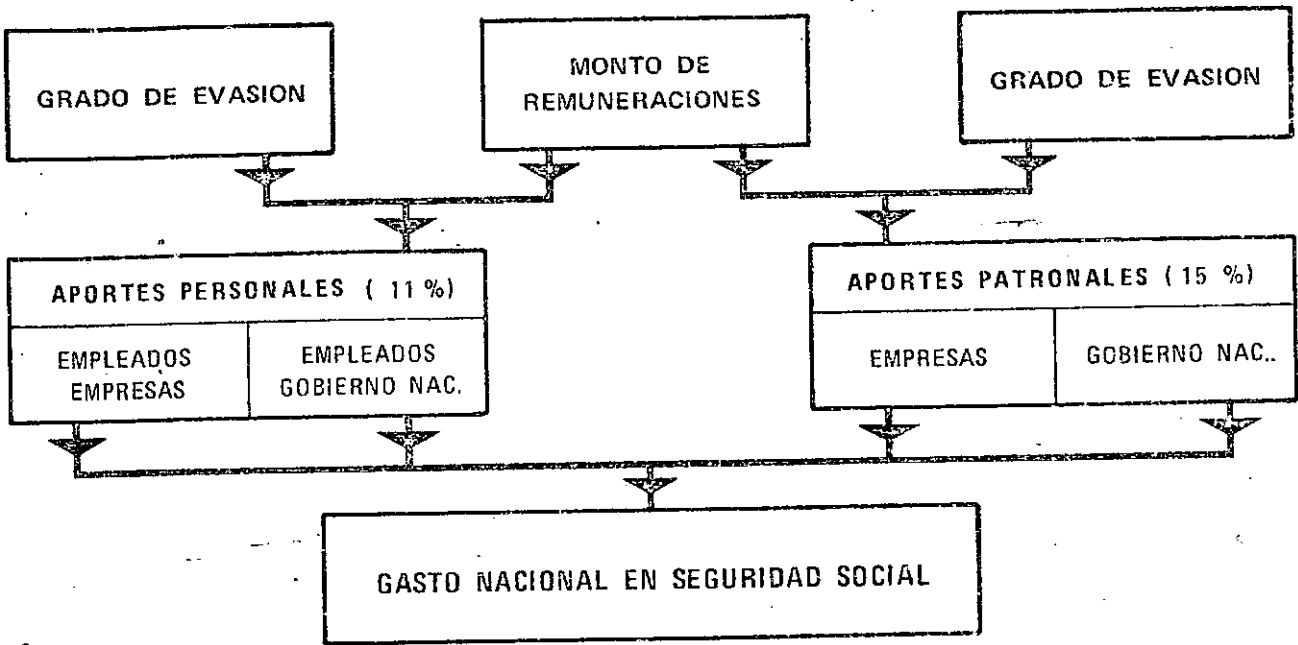 GRADO DE EVASION
MONTO DE
REMUNERACIONES
GRADO DE EVASION
APORTES PERSONALES ( 11 %)
EMPLEADOS
EMPRESAS
EMPLEADOS
GOBIERNO NAC.
APORTES PATRONALES ( 15 %)
EMPRESAS
GOBIERNO NAC..
GASTO NACIONAL EN SEGURIDAD SOCIAL